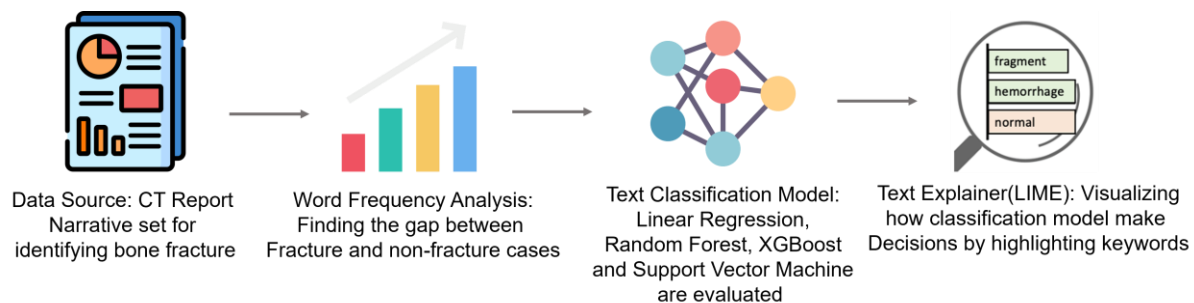 fragment
hemorrhage
normal
Data Source: CT Report
Narrative set for
identifying bone fracture
Word Frequency Analysis:
Finding the gap between
Fracture and non-fracture cases
Text Classification Model:
Linear Regression,
Random Forest, XGBoost
and Support Vector Machine
are evaluated
Text Explainer(LIME): Visualizing
how classification model make
Decisions by highlighting keywords